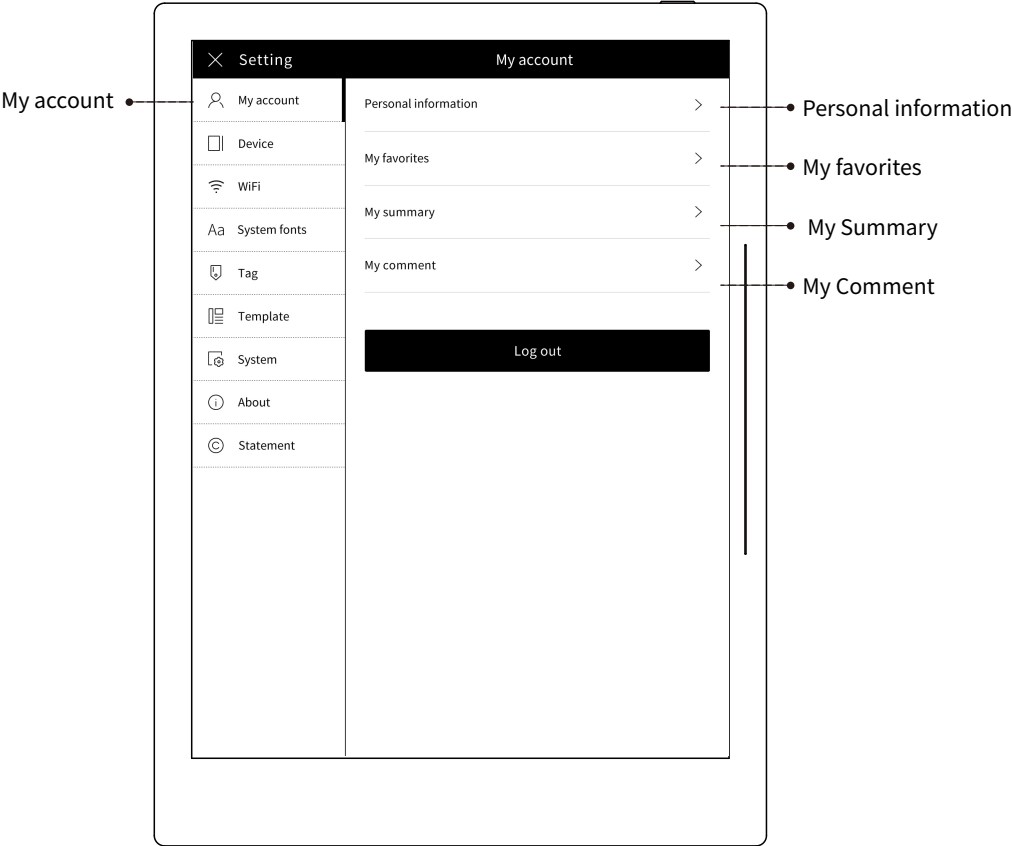 Setting
My account
My account
My account
Device
WiFi
Aa System fonts
Tag
Template
System
About
Statement
Personal information
My favorites
My summary
My comment
Log out
Personal information
My favorites
My Summary
My Comment